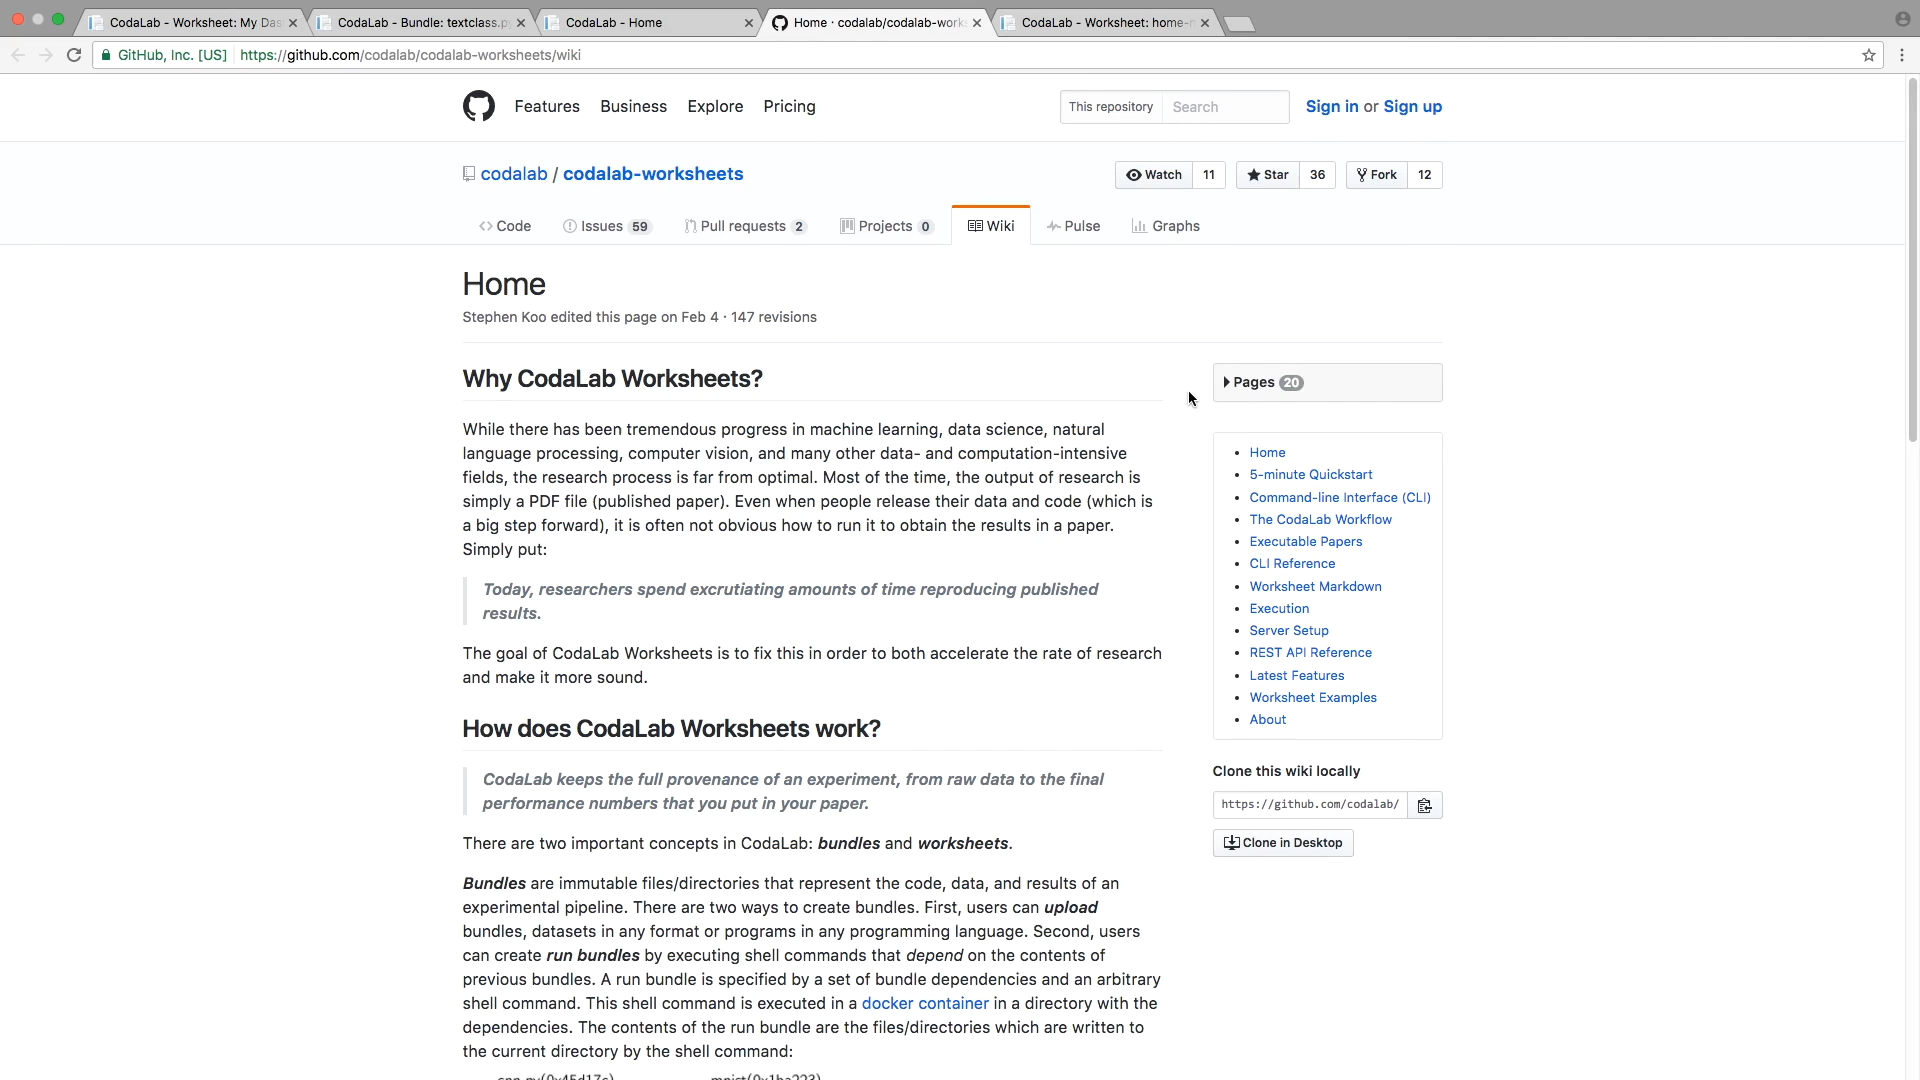 CodaLab - Worksheet: My Das
CodaLab - Bundle: textclass.py
CodaLab - Home
Home · codalab/codalab-works
CodaLab - Worksheet: home-m
GitHub, Inc. [US]
https://github.com/codalab/codalab-worksheets/wiki
Features Business Explore Pricing
This repository Search
Sign in or Sign up
codalab / codalab-worksheets
Watch 11 Star 36 Fork 12
Code Issues 59 Pull requests 2 Projects 0 Wiki Pulse Graphs
Home
Stephen Koo edited this page on Feb 4 · 147 revisions
Why CodaLab Worksheets?
While there has been tremendous progress in machine learning, data science, natural
language processing, computer vision, and many other data- and computation-intensive
fields, the research process is far from optimal. Most of the time, the output of research is
simply a PDF file (published paper). Even when people release their data and code (which is
a big step forward), it is often not obvious how to run it to obtain the results in a paper.
Simply put:
Today, researchers spend excrutiating amounts of time reproducing published
results.
The goal of CodaLab Worksheets is to fix this in order to both accelerate the rate of research
and make it more sound.
How does CodaLab Worksheets work?
CodaLab keeps the full provenance of an experiment, from raw data to the final
performance numbers that you put in your paper.
There are two important concepts in CodaLab: bundles and worksheets.
Bundles are immutable files/directories that represent the code, data, and results of an
experimental pipeline. There are two ways to create bundles. First, users can upload
bundles, datasets in any format or programs in any programming language. Second, users
can create run bundles by executing shell commands that depend on the contents of
previous bundles. A run bundle is specified by a set of bundle dependencies and an arbitrary
shell command. This shell command is executed in a docker container in a directory with the
dependencies. The contents of the run bundle are the files/directories which are written to
the current directory by the shell command:
Pages 20
Home
5-minute Quickstart
Command-line Interface (CLI)
The CodaLab Workflow
Executable Papers
CLI Reference
Worksheet Markdown
Execution
Server Setup
REST API Reference
Latest Features
Worksheet Examples
About
Clone this wiki locally
https://github.com/codalab/
Clone in Desktop